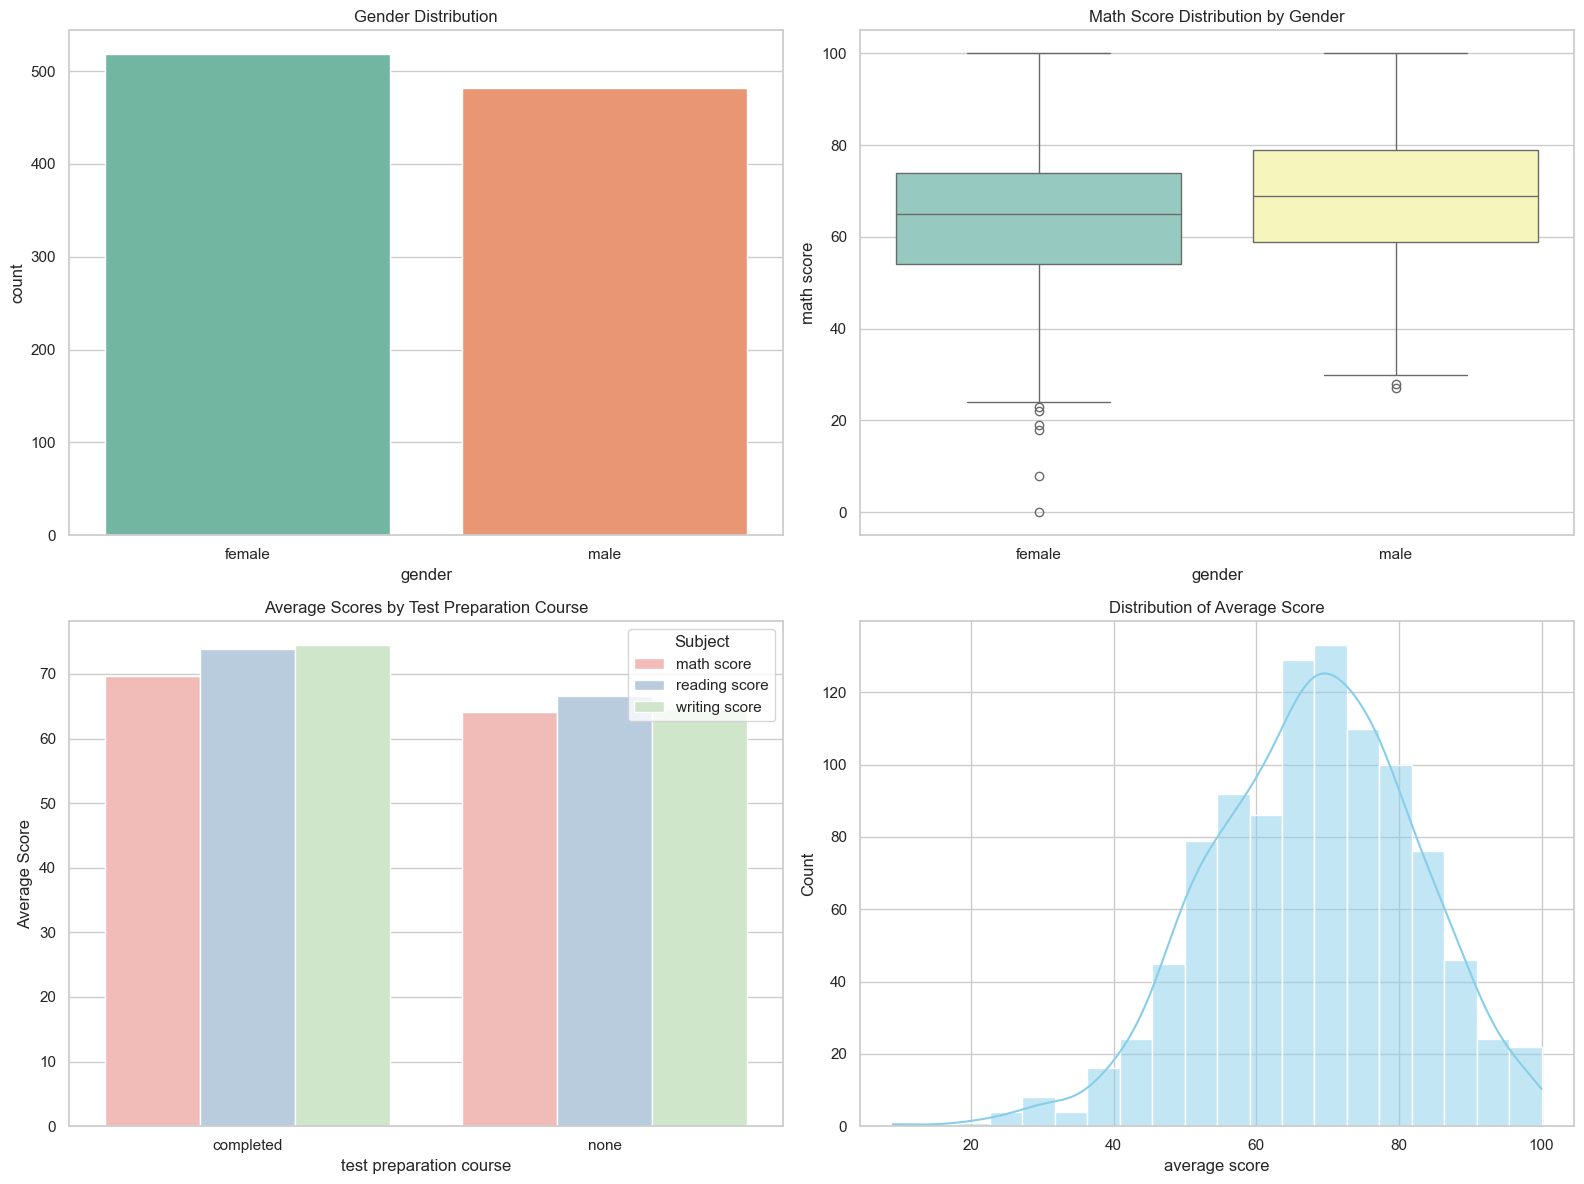 Gender Distribution
500
400
300
200
100
0
count
female
male
gender
Math Score Distribution by Gender
100
80
60
40
20
0
math score
female
male
gender
Average Scores by Test Preparation Course
Subject
math score
reading score
writing score
70
60
50
40
30
20
10
0
Average Score
completed
none
test preparation course
Distribution of Average Score
120
100
80
60
40
20
0
Count
20
40
60
80
100
average score